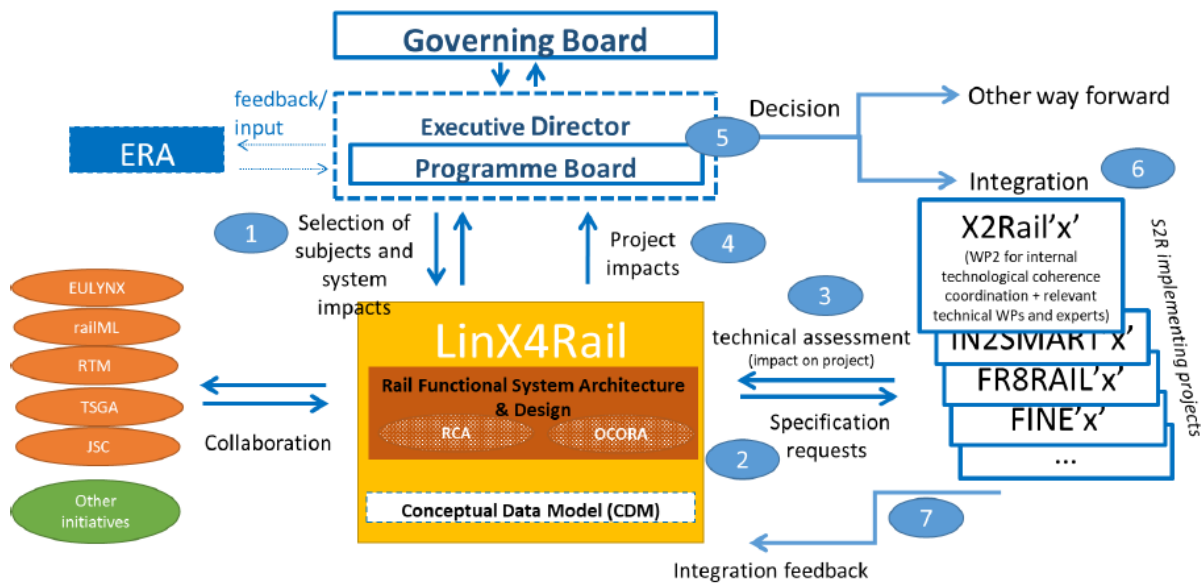 Governing Board
feedback/
input
ERA
Executive Director
Programme Board
5
Decision
Other way forward
Integration
6
1
Selection of
subjects and
system
impacts
Project
impacts
4
EULYNX
railML
RTM
TSGA
JSC
Other
initiatives
Collaboration
LinX4Rail
Rail Functional System Architecture
& Design
RCA
OCORA
Conceptual Data Model (CDM)
3
technical assessment
(impact on project)
Specification
requests
2
X2Rail'x'
(WP2 for internal
technological coherence
coordination + relevant
technical WPs and experts)
IN2SMART'x'
FR8RAIL'x'
FINE'x'
...
S2R implementing projects
7
Integration feedback